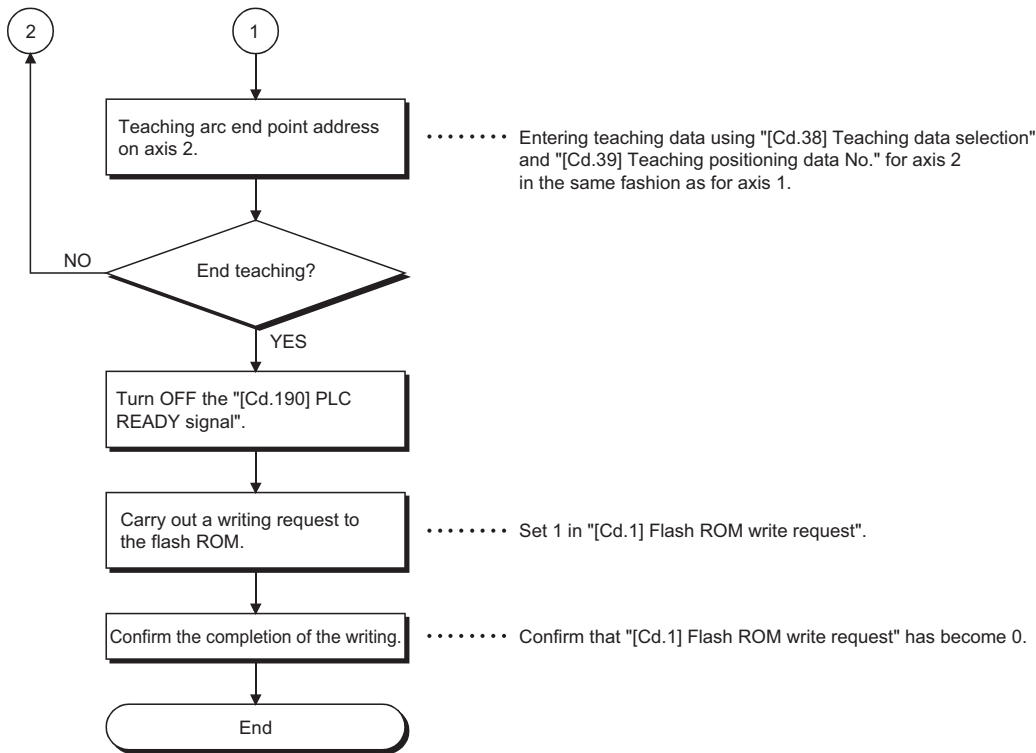 2
1
Teaching arc end point address
on axis 2.
Entering teaching data using "[Cd.38] Teaching data selection"
and "[Cd.39] Teaching positioning data No." for axis 2
in the same fashion as for axis 1.
NO
End teaching?
YES
Turn OFF the "[Cd.190] PLC
READY signal".
Carry out a writing request to
the flash ROM.
Set 1 in "[Cd.1] Flash ROM write request".
Confirm the completion of the writing.
Confirm that "[Cd.1] Flash ROM write request" has become 0.
End